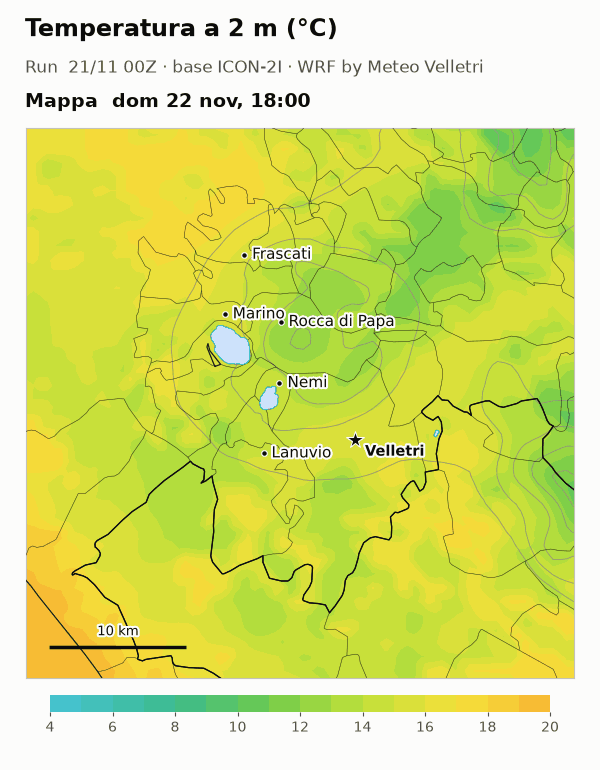 Temperatura a 2 m (°C)
Run  21/11 00Z · base ICON-2I · WRF by Meteo Velletri
Mappa  dom 22 nov, 18:00
Frascati
Marino
Rocca di Papa
Nemi
Velletri
Lanuvio
10 km
4 6 8 10 12 14 16 18 20